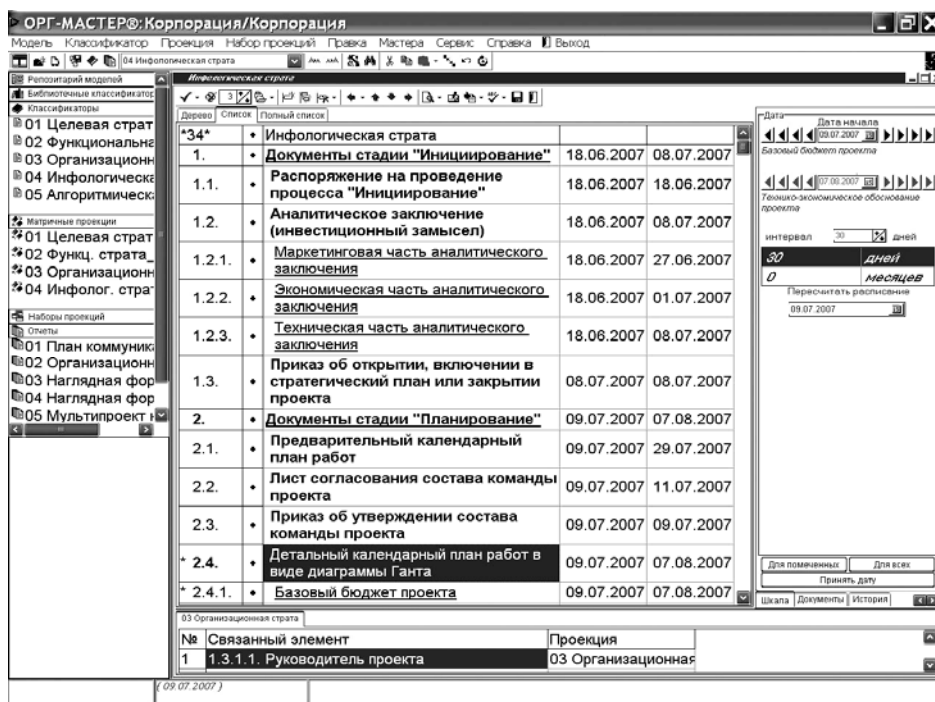 ОРГ-МАСТЕР®:Корпорация/Корпорация
Модель Классификатор Проекция Набор проекций Правка Мастера Сервис Справка Выход
04 Инфологическая страта
Репозитарий моделей
Библиотечные классификатор
Классификаторы
01 Целевая страт
02 Функциональна
03 Организационн
04 Инфологическа
05 Алгоритмическа
Матричные проекции
01 Целевая страт
02 Функц. страта_
03 Организационн
04 Инфолог. страт
Наборы проекций
Отчеты
01 План коммуник
02 Организационн
03 Наглядная фор
04 Наглядная фор
05 Мультипроект н
Инфологическая страта
3
Дерево Список Полный список
*34* • Инфологическая страта
1. • Документы стадии "Инициирование" 18.06.2007 08.07.2007
1.1. • Распоряжение на проведение
процесса "Инициирование" 18.06.2007 18.06.2007
1.2. • Аналитическое заключение
(инвестиционный замысел) 18.06.2007 08.07.2007
1.2.1. • Маркетинговая часть аналитического
заключения 18.06.2007 27.06.2007
1.2.2. • Экономическая часть аналитического
заключения 18.06.2007 01.07.2007
1.2.3. • Техническая часть аналитического
заключения 18.06.2007 08.07.2007
1.3. • Приказ об открытии, включении в
стратегический план или закрытии
проекта 08.07.2007 08.07.2007
2. • Документы стадии "Планирование" 09.07.2007 07.08.2007
2.1. • Предварительный календарный
план работ 09.07.2007 29.07.2007
2.2. • Лист согласования состава команды
проекта 09.07.2007 11.07.2007
2.3. • Приказ об утверждении состава
команды проекта 09.07.2007 09.07.2007
* 2.4. • Детальный календарный план работ в
виде диаграммы Ганта 09.07.2007 07.08.2007
* 2.4.1. • Базовый бюджет проекта 09.07.2007 07.08.2007
Дата
Дата начала
09.07.2007
Базовый бюджет проекта
07.08.2007
Технико-экономическое обоснование
проекта
интервал 30 дней
30 дней
0 месяцев
Пересчитать расписание
09.07.2007
Для помеченных Для всех
Принять дату
Шкала Документы История
03 Организационная страта
№ Связанный элемент Проекция
1 1.3.1.1. Руководитель проекта 03 Организационная
( 09.07.2007 )